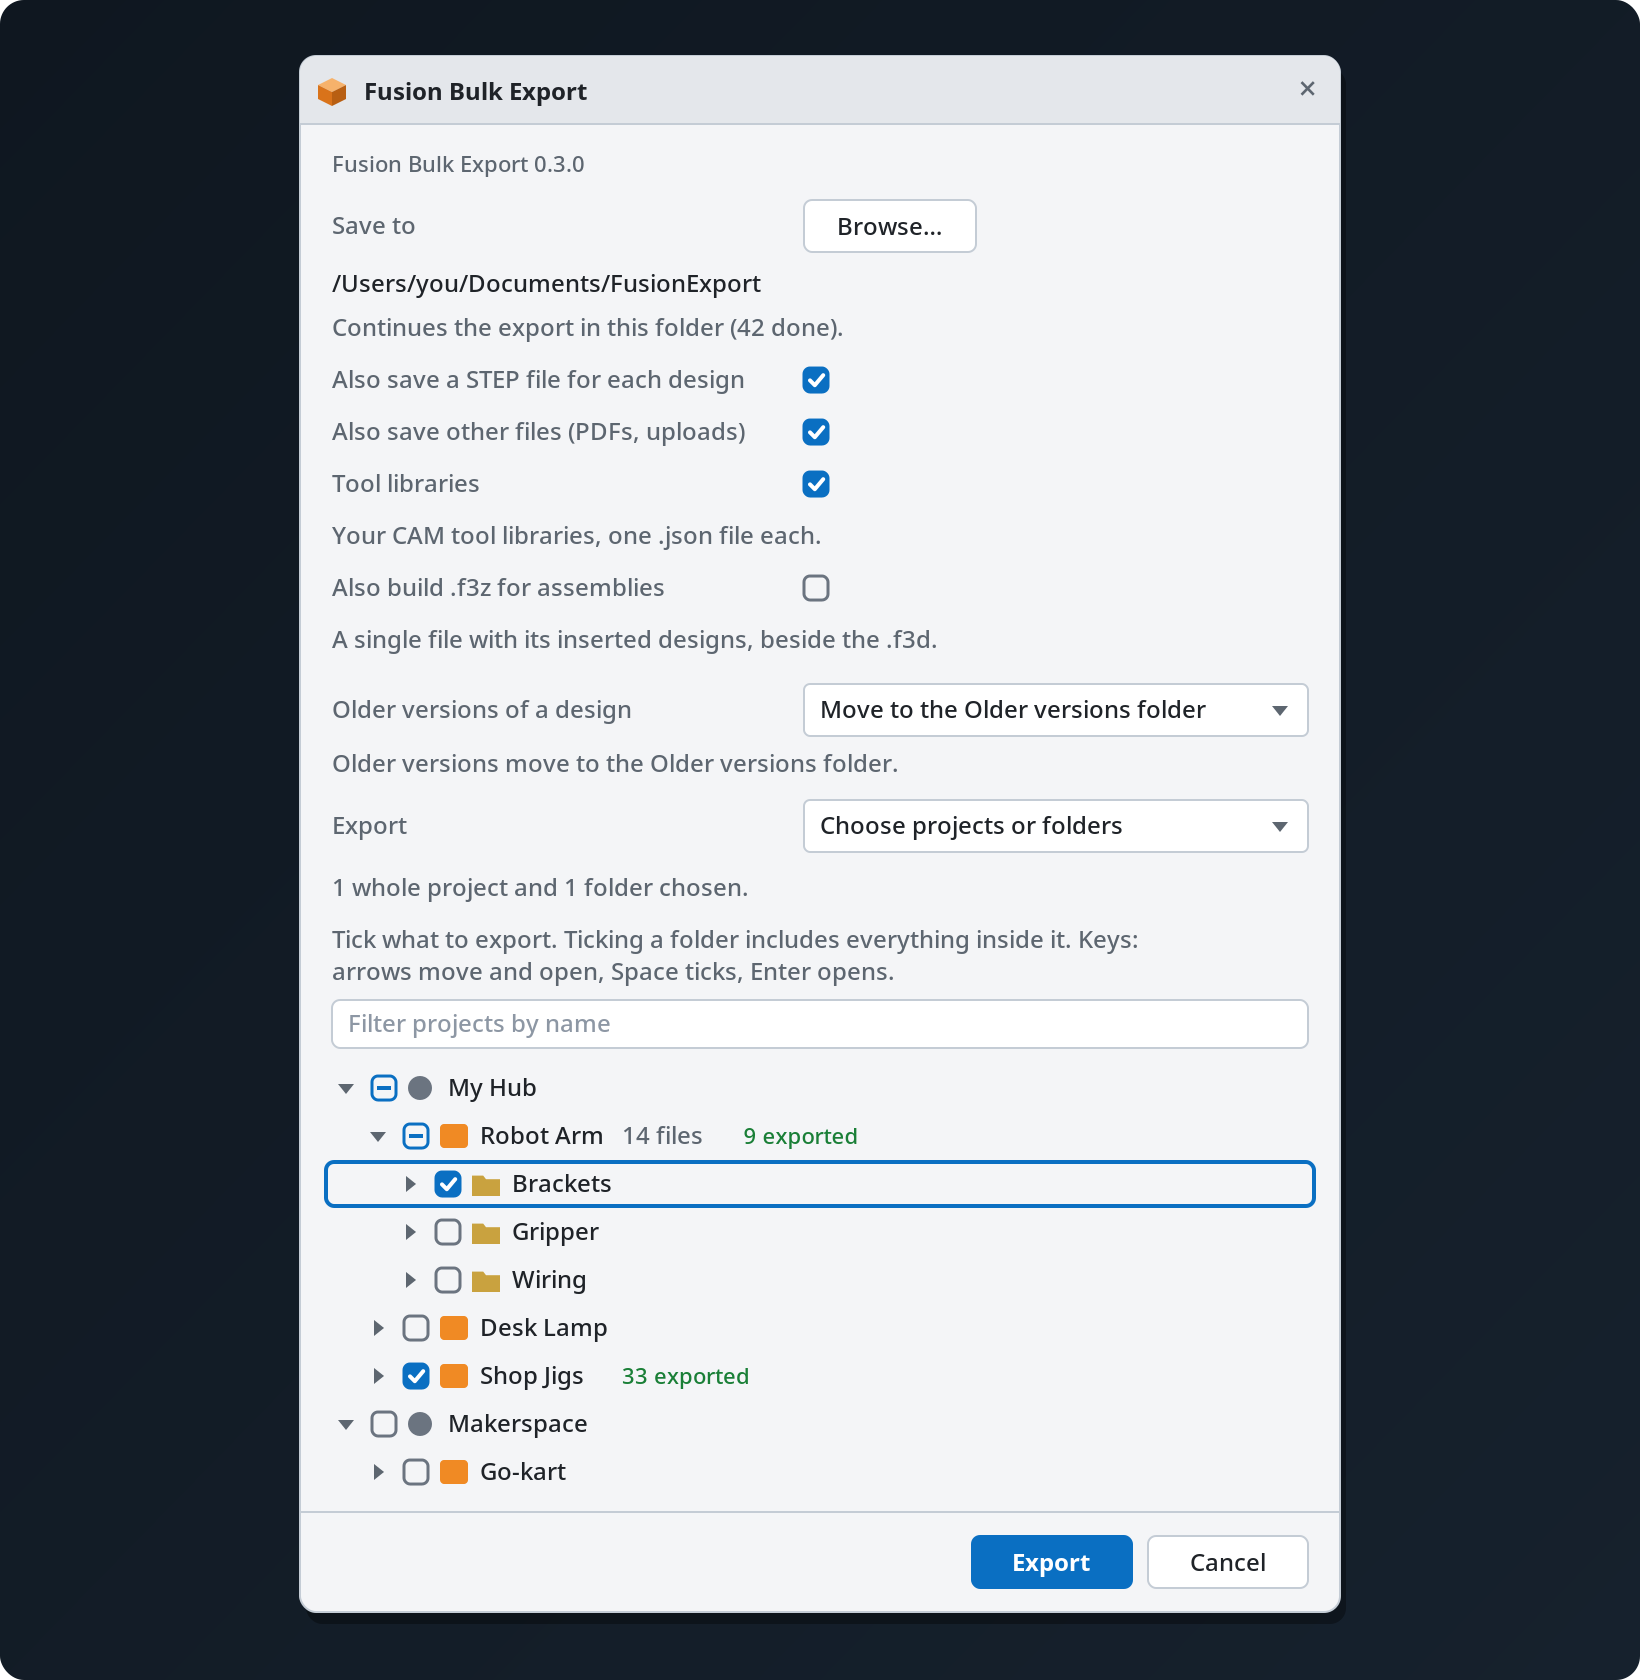 Fusion Bulk Export
Fusion Bulk Export 0.3.0
Save to
Browse...
/Users/you/Documents/FusionExport
Continues the export in this folder (42 done).
Also save a STEP file for each design
Also save other files (PDFs, uploads)
Tool libraries
Your CAM tool libraries, one .json file each.
Also build .f3z for assemblies
A single file with its inserted designs, beside the .f3d.
Older versions of a design
Move to the Older versions folder
Older versions move to the Older versions folder.
Export
Choose projects or folders
1 whole project and 1 folder chosen.
Tick what to export. Ticking a folder includes everything inside it. Keys:
arrows move and open, Space ticks, Enter opens.
Filter projects by name
My Hub
Robot Arm 14 files 9 exported
Brackets
Gripper
Wiring
Desk Lamp
Shop Jigs 33 exported
Makerspace
Go-kart
Export
Cancel